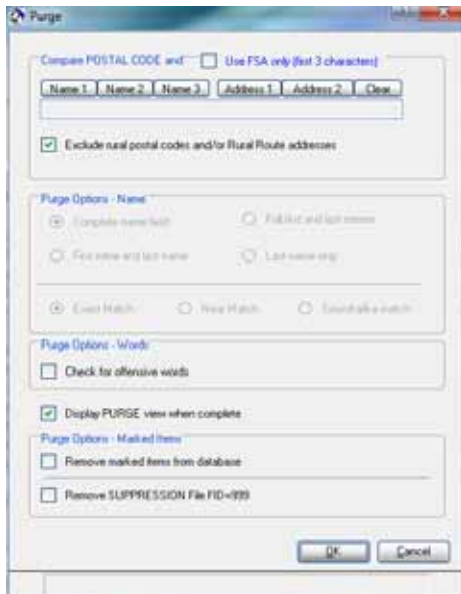 Purge
Compare POSTAL CODE and Use FSA only (first 3 characters)
Name 1 Name 2 Name 3 Address 1 Address 2 Clear
Exclude rural postal codes and/or Rural Route addresses
Purge Options - Name
Complete name field Full first and last names
First name and last name Last name only
Exact Match Near Match Sound-alike match
Purge Options - Words
Check for offensive words
Display PURGE view when complete
Purge Options - Marked Items
Remove marked items from database
Remove SUPPRESSION File FID=999
OK Cancel